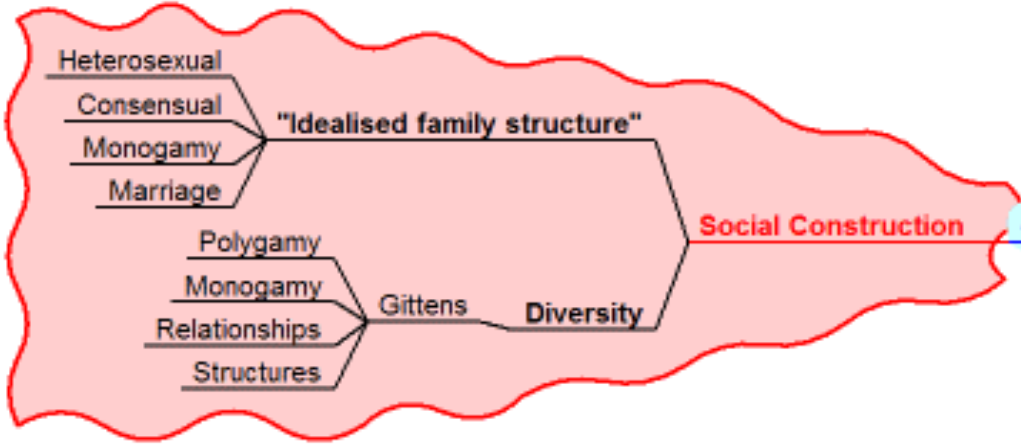 Heterosexual
Consensual
Monogamy
Marriage
"Idealised family structure"
Social Construction
Polygamy
Monogamy
Relationships
Structures
Gittens
Diversity